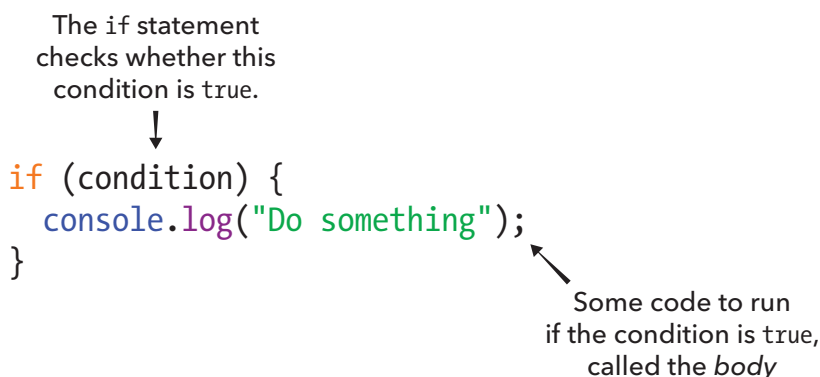 The if statement
checks whether this
condition is true.
if (condition) {
  console.log("Do something");
}
Some code to run
if the condition is true,
called the body